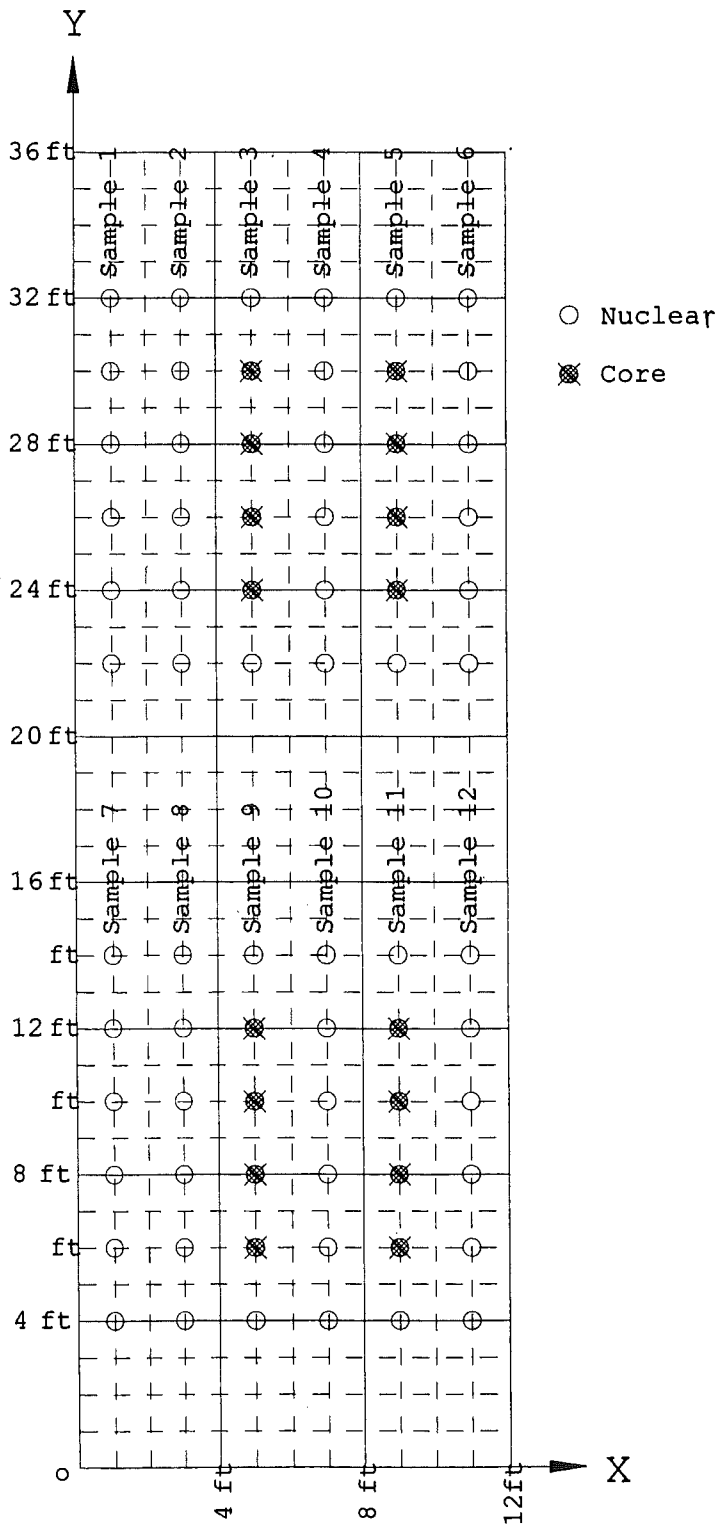 Y
36 ft
Sample 1
Sample 2
Sample 3
Sample 4
Sample 5
Sample 6
32 ft
Nuclear
Core
28 ft
24 ft
20 ft
Sample 7
Sample 8
Sample 9
Sample 10
Sample 11
Sample 12
16 ft
ft
12 ft
ft
8 ft
ft
4 ft
O
4 ft
8 ft
12ft
X